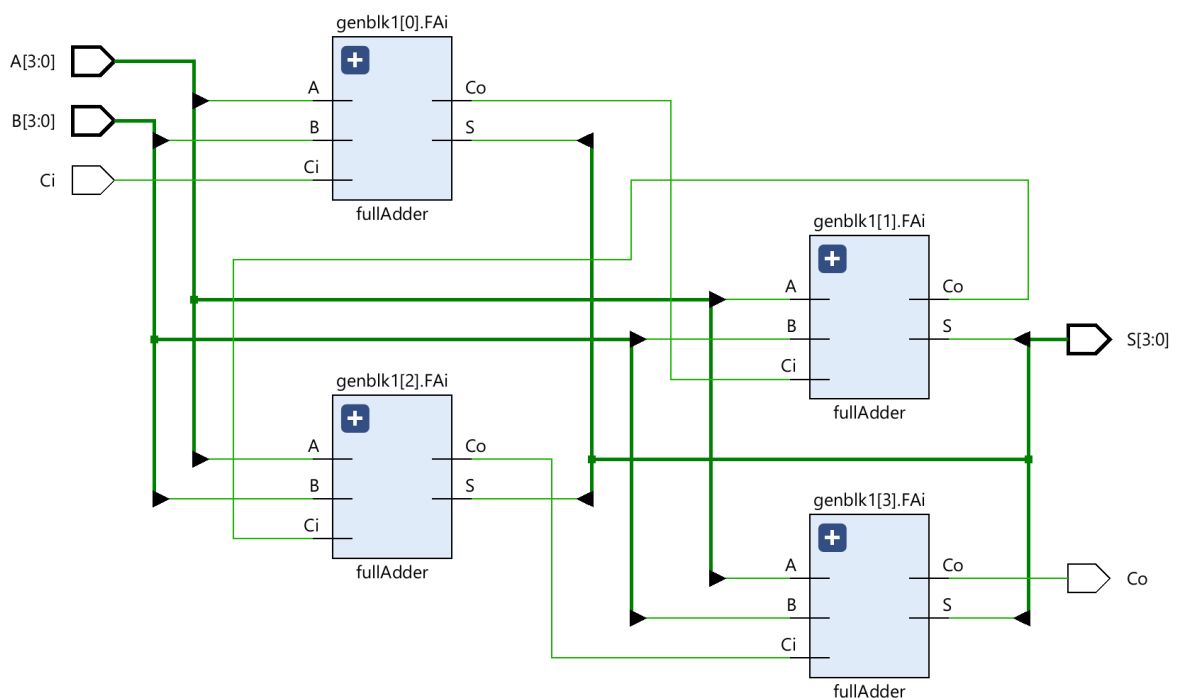 genblk1[0].FAi
A[3:0]
A
Co
B[3:0]
B
S
Ci
Ci
fullAdder
genblk1[1].FAi
A
Co
B
S
S[3:0]
Ci
fullAdder
genblk1[2].FAi
A
Co
B
S
Ci
fullAdder
genblk1[3].FAi
A
Co
Co
B
S
Ci
fullAdder